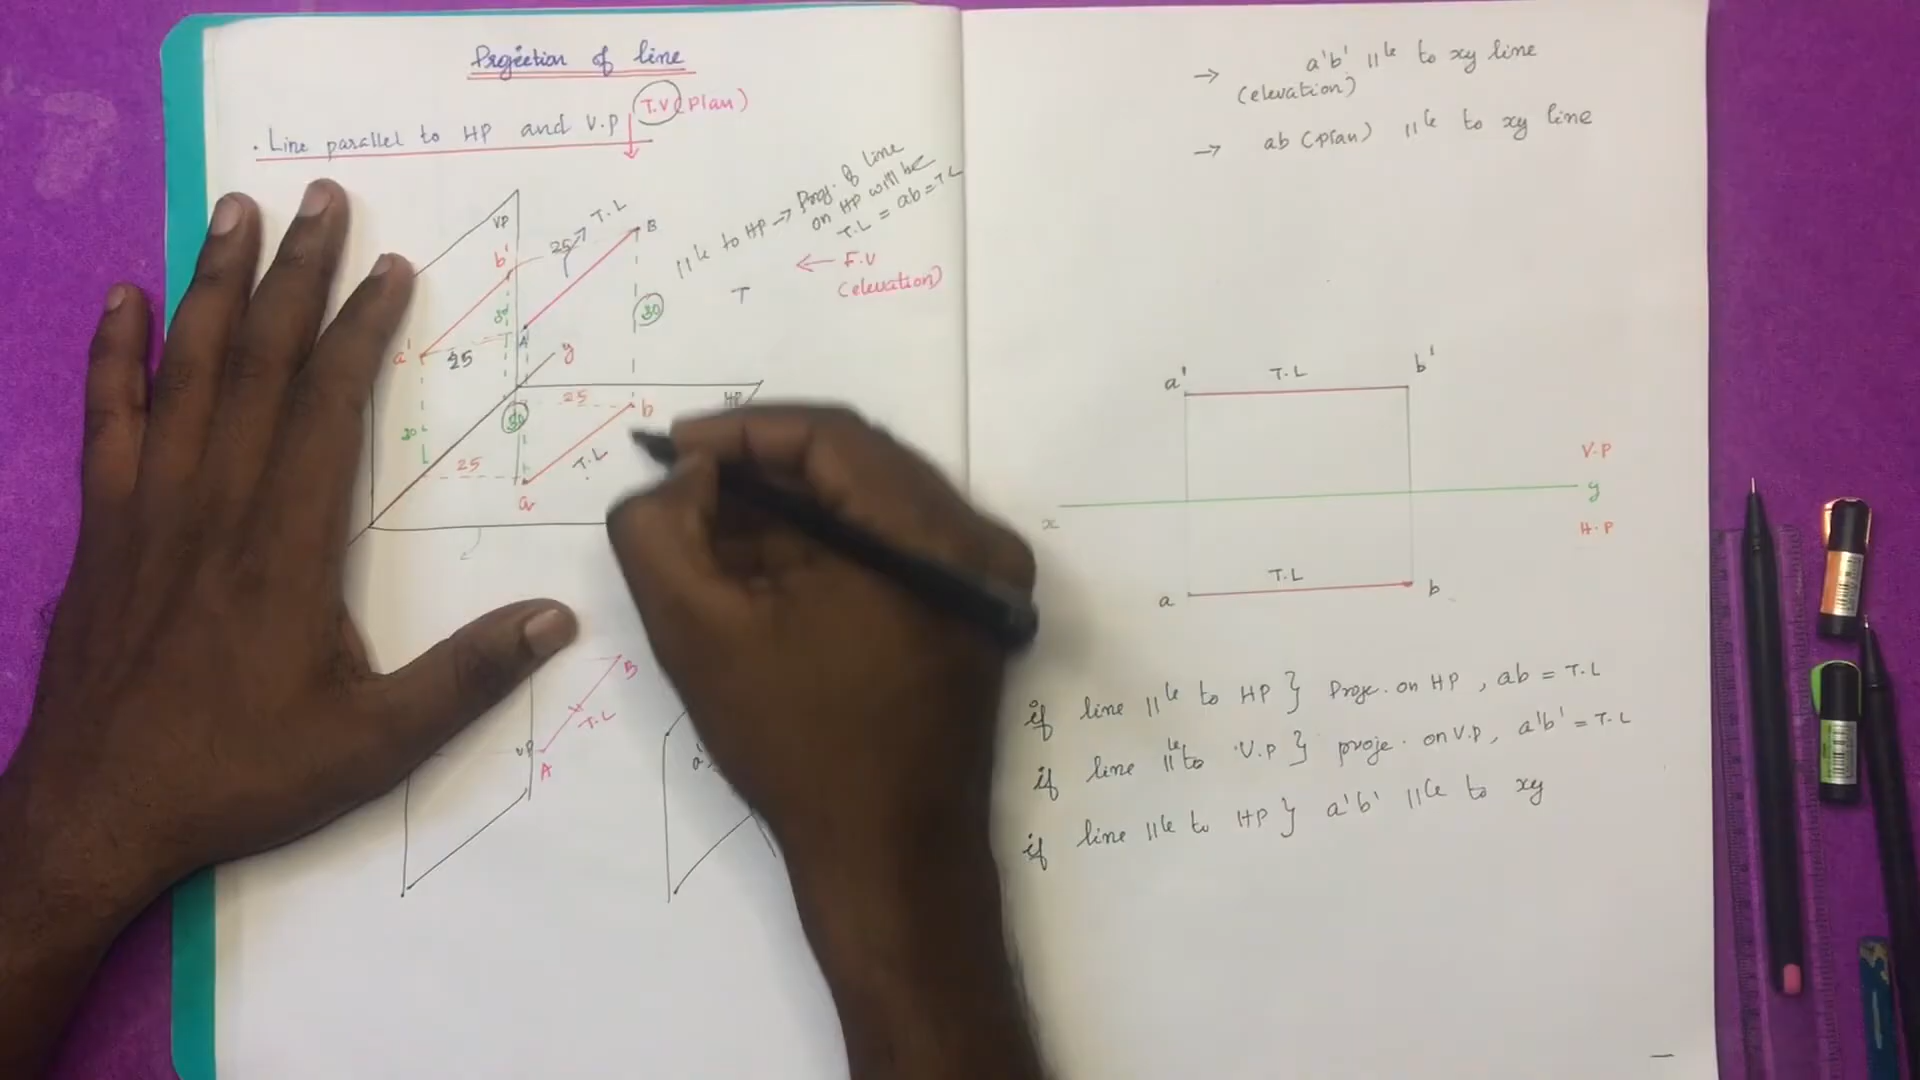 Projection of line
T.V (Plan)
. Line parallel to HP and V.P
VP
T.L
25
B
b'
||le to HP → Proj. of line
on HP will be
T.L = ab = T.L
← F.V
(elevation)
T
30
30
A
a'
25
y
25
HP
b
30
30
25
T.L
a
B
T.L
VP
A
a'
→ a'b' ||le to xy line
(elevation)
→ ab (plan) ||le to xy line
a' T.L b'
V.P
x y
H.P
T.L
a b
if line ||le to HP } Proje. on HP , ab = T.L
if line ||le to V.P } proje. on V.P, a'b' = T.L
if line ||le to HP } a'b' ||le to xy